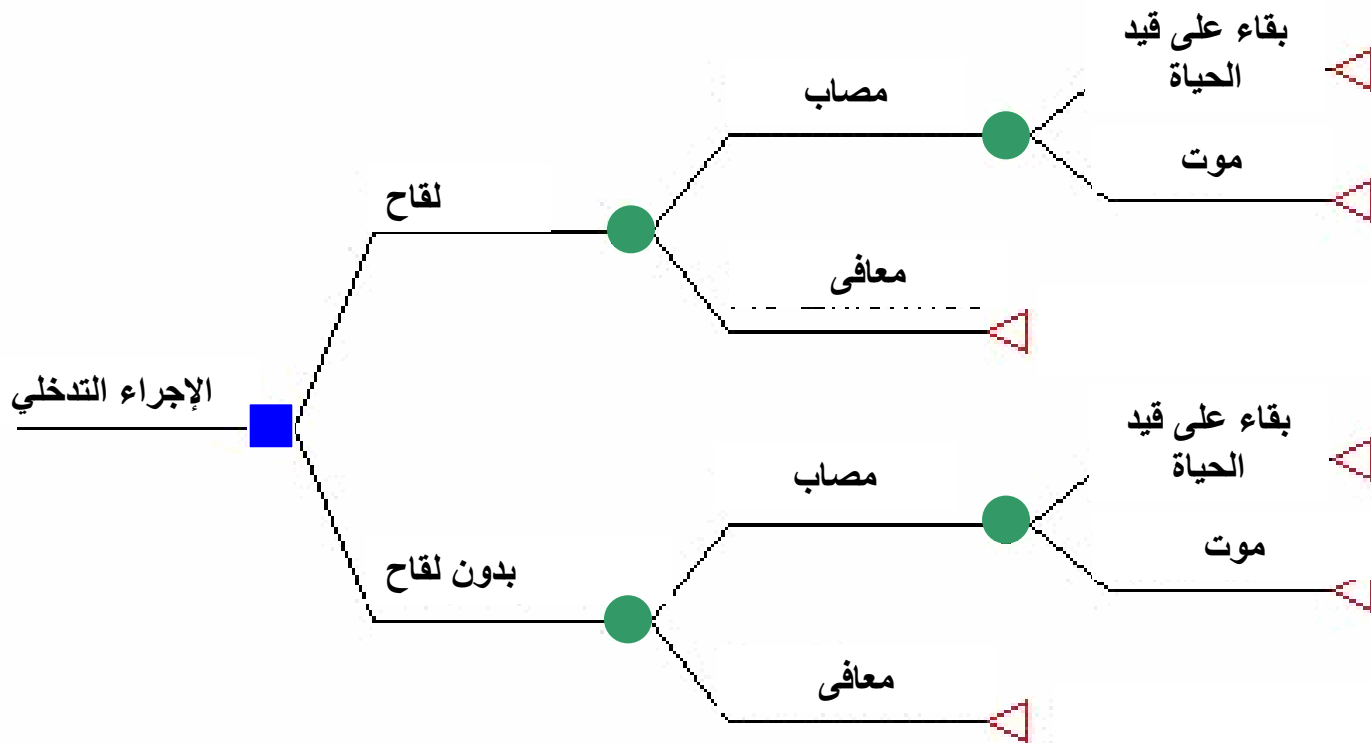 بقاء على قيد
الحياة
مصاب
موت
لقاح
معافى
الإجراء التدخلي
بقاء على قيد
الحياة
مصاب
موت
بدون لقاح
معافى